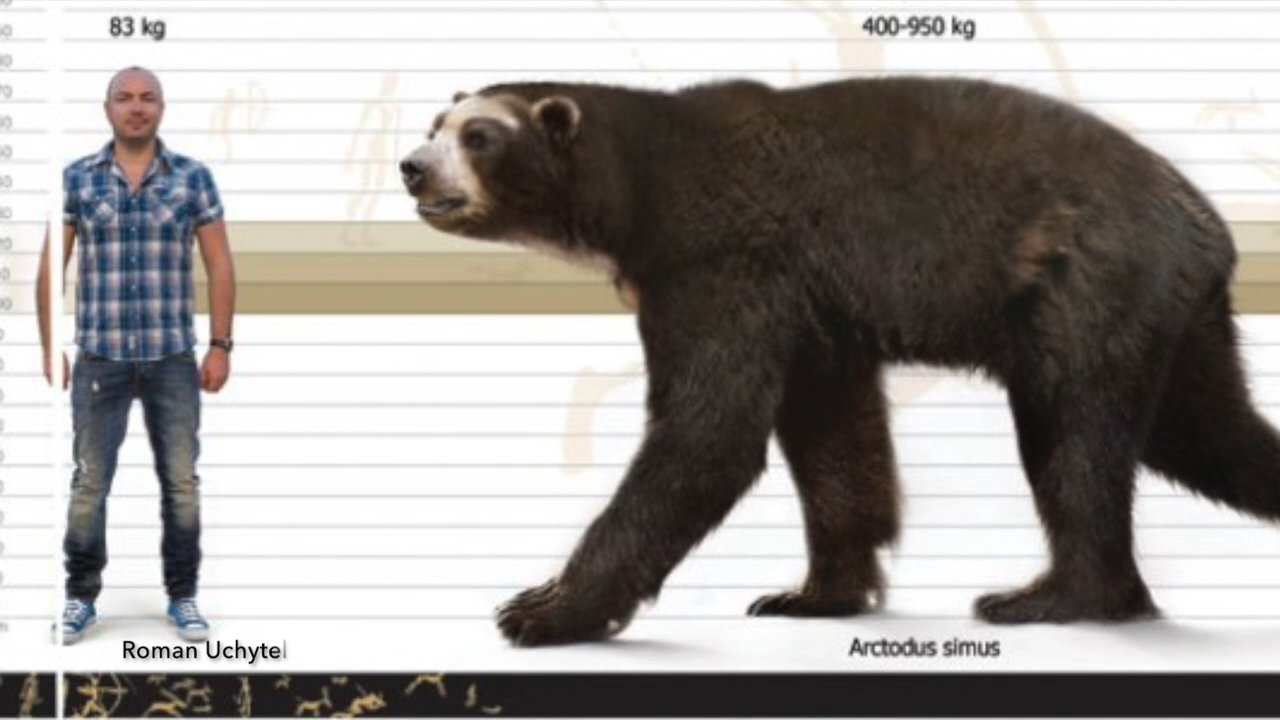 83 kg
400-950 kg
Roman Uchytel
Arctodus simus